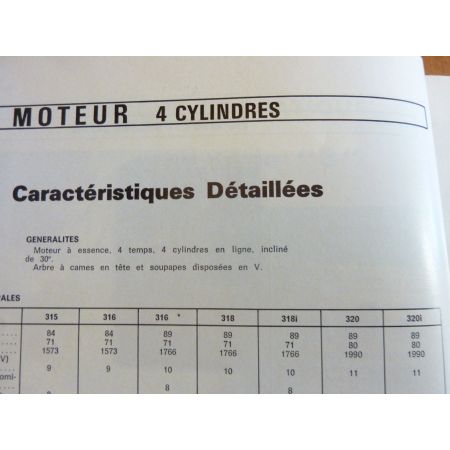 MOTEUR 4 CYLINDRES
Caractéristiques Détaillées
GENERALITES
Moteur à essence, 4 temps, 4 cylindres en ligne, incliné
de 30°.
Arbre à cames en tête et soupapes disposées en V.
RALES
315 316 316 * 318 318i 320 320i
84 84 89 89 89 89 89
71 71 71 71 71 80 80
V) 1573 1573 1766 1766 1766 1990 1990
9 9 10 10 10 11 11
omi-
8 8